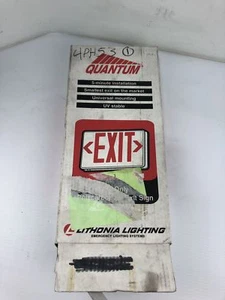 4PH53 1
QUANTUM
5-minute installation
Smallest exit on the market
Universal mounting
UV stable
<EXIT>
Sign
LITHONIA LIGHTING
EMERGENCY LIGHTING SYSTEMS